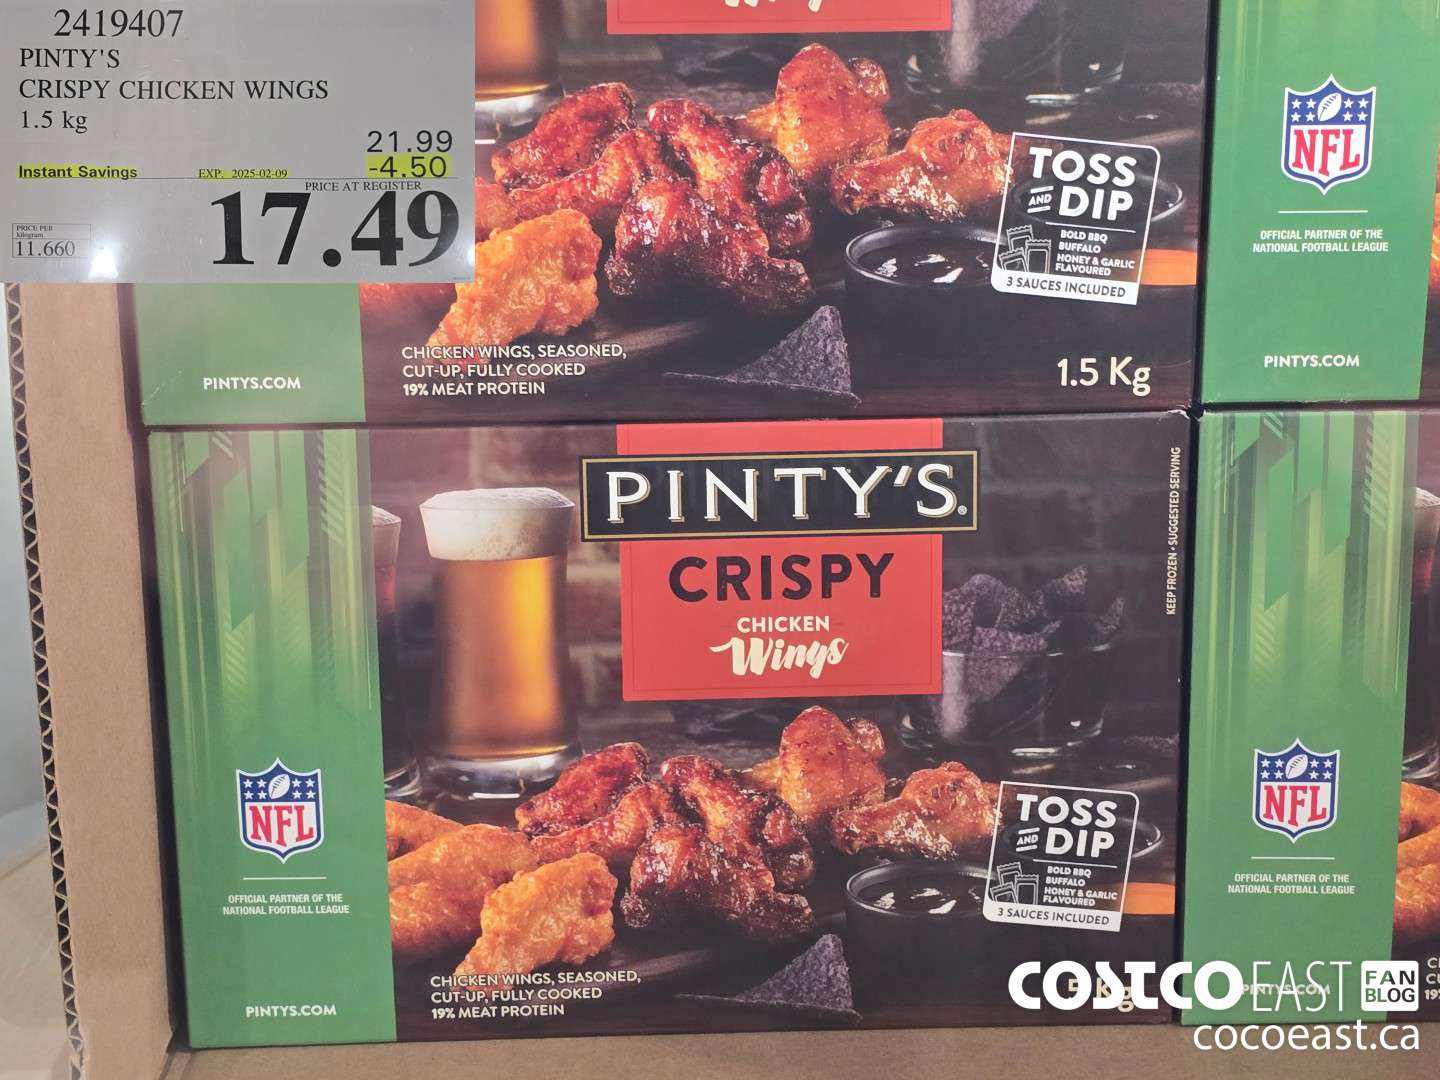 2419407
PINTY'S
CRISPY CHICKEN WINGS
1.5 kg
21.99
Instant Savings
EXP. 2025-02-09
-4.50
PRICE AT REGISTER
17.49
PRICE PER
kilogram
11.660
TOSS
AND DIP
BOLD BBQ
BUFFALO
HONEY & GARLIC
FLAVOURED
3 SAUCES INCLUDED
CHICKEN WINGS, SEASONED,
CUT-UP, FULLY COOKED
19% MEAT PROTEIN
1.5 Kg
PINTYS.COM
NFL
OFFICIAL PARTNER OF THE
NATIONAL FOOTBALL LEAGUE
PINTYS.COM
PINTY'S®
CRISPY
CHICKEN
Wings
KEEP FROZEN • SUGGESTED SERVING
NFL
OFFICIAL PARTNER OF THE
NATIONAL FOOTBALL LEAGUE
PINTYS.COM
TOSS
AND DIP
BOLD BBQ
BUFFALO
HONEY & GARLIC
FLAVOURED
3 SAUCES INCLUDED
CHICKEN WINGS, SEASONED,
CUT-UP, FULLY COOKED
19% MEAT PROTEIN
NFL
OFFICIAL PARTNER OF THE
NATIONAL FOOTBALL LEAGUE
PINTYS.COM
COSTCO EAST FAN
BLOG
cocoeast.ca